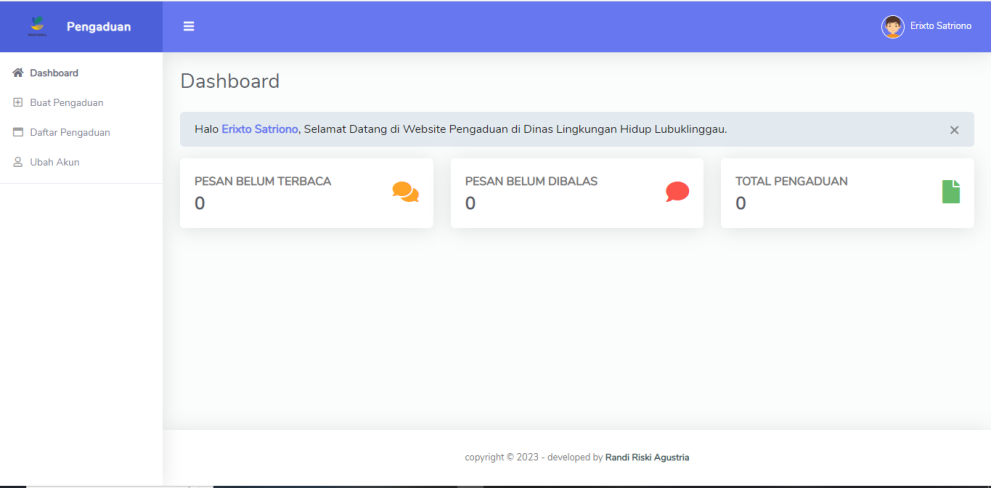 Pengaduan
Erixto Satriono
Dashboard
Buat Pengaduan
Daftar Pengaduan
Ubah Akun
Dashboard
Halo Erixto Satriono, Selamat Datang di Website Pengaduan di Dinas Lingkungan Hidup Lubuklinggau.
PESAN BELUM TERBACA
0
PESAN BELUM DIBALAS
0
TOTAL PENGADUAN
0
copyright © 2023 - developed by Randi Riski Agustria